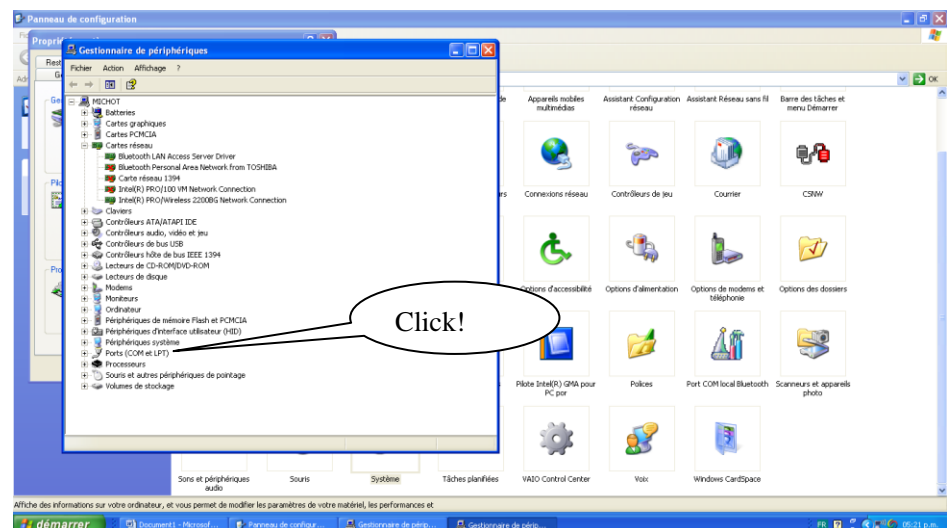 Panneau de configuration
Gestionnaire de périphériques
Fichier Action Affichage ?
OK
MICHOT
Batteries
Cartes graphiques
Cartes PCMCIA
Cartes réseau
Bluetooth LAN Access Server Driver
Bluetooth Personal Area Network from TOSHIBA
Carte réseau 1394
Intel(R) PRO/100 VM Network Connection
Intel(R) PRO/Wireless 2200BG Network Connection
Claviers
Contrôleurs ATA/ATAPI IDE
Contrôleurs audio, vidéo et jeu
Contrôleurs de bus USB
Contrôleurs hôte de bus IEEE 1394
Lecteurs de CD-ROM/DVD-ROM
Lecteurs de disque
Modems
Moniteurs
Ordinateur
Périphériques de mémoire Flash et PCMCIA
Périphériques d'interface utilisateur (HID)
Périphériques système
Ports (COM et LPT)
Processeurs
Souris et autres périphériques de pointage
Volumes de stockage
Click!
Appareils mobiles multimédias
Assistant Configuration réseau
Assistant Réseau sans fil
Barre des tâches et menu Démarrer
Connexions réseau
Contrôleurs de jeu
Courrier
CSNW
Options d'accessibilité
Options d'alimentation
Options de modems et téléphonie
Options des dossiers
Pilote Intel(R) GMA pour PC por
Polices
Port COM local Bluetooth
Scanneurs et appareils photo
Sons et périphériques audio
Souris
Système
Tâches planifiées
VAIO Control Center
Voix
Windows CardSpace
Affiche des informations sur votre ordinateur, et vous permet de modifier les paramètres de votre matériel, les performances et
démarrer
Document1 - Microsof...
Panneau de configur...
Gestionnaire de périp...
Gestionnaire de périp...
FR
05:21 p.m.